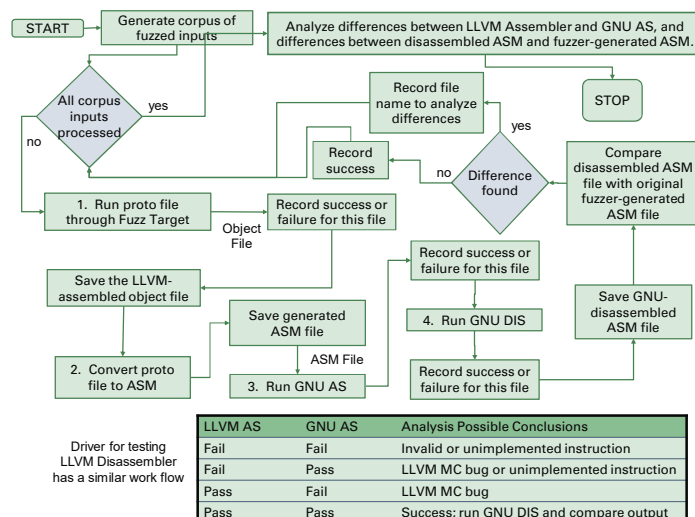 START
Generate corpus of
fuzzed inputs
Analyze differences between LLVM Assembler and GNU AS, and
differences between disassembled ASM and fuzzer-generated ASM.
STOP
All corpus
inputs
processed
yes
no
Record file
name to analyze
differences
yes
Record
success
no
Difference
found
Compare
disassembled ASM
file with original
fuzzer-generated
ASM file
1. Run proto file
through Fuzz Target
Object
File
Record success or
failure for this file
Record success or
failure for this file
Save the LLVM-
assembled object file
Save generated
ASM file
4. Run GNU DIS
Save GNU-
disassembled
ASM file
2. Convert proto
file to ASM
ASM File
3. Run GNU AS
Record success or
failure for this file
Driver for testing
LLVM Disassembler
has a similar work flow
LLVM AS GNU AS Analysis Possible Conclusions
Fail Fail Invalid or unimplemented instruction
Fail Pass LLVM MC bug or unimplemented instruction
Pass Fail LLVM MC bug
Pass Pass Success; run GNU DIS and compare output